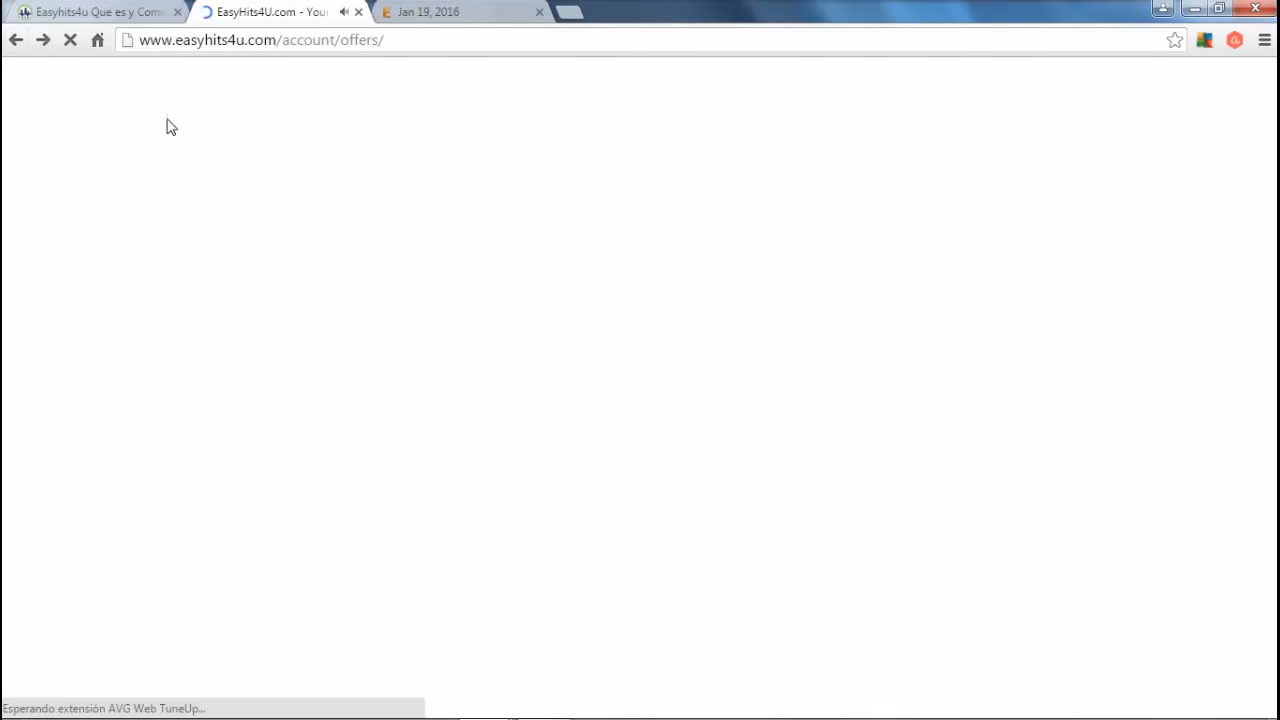 Easyhits4u Que es y Com
EasyHits4U.com - Your
Jan 19, 2016
www.easyhits4u.com/account/offers/
Esperando extensión AVG Web TuneUp...